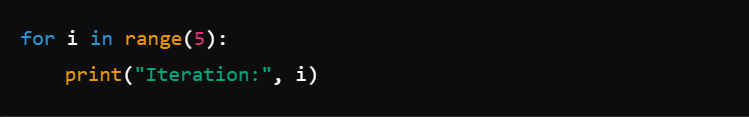 for i in range(5):
    print("Iteration:", i)